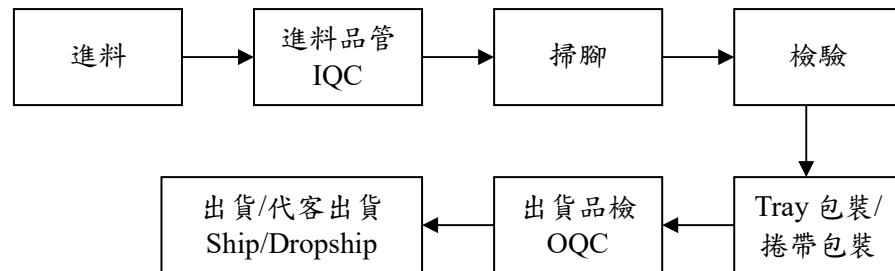 進料
進料品管
IQC
掃腳
檢驗
Tray 包裝/
捲帶包裝
出貨品檢
OQC
出貨/代客出貨
Ship/Dropship